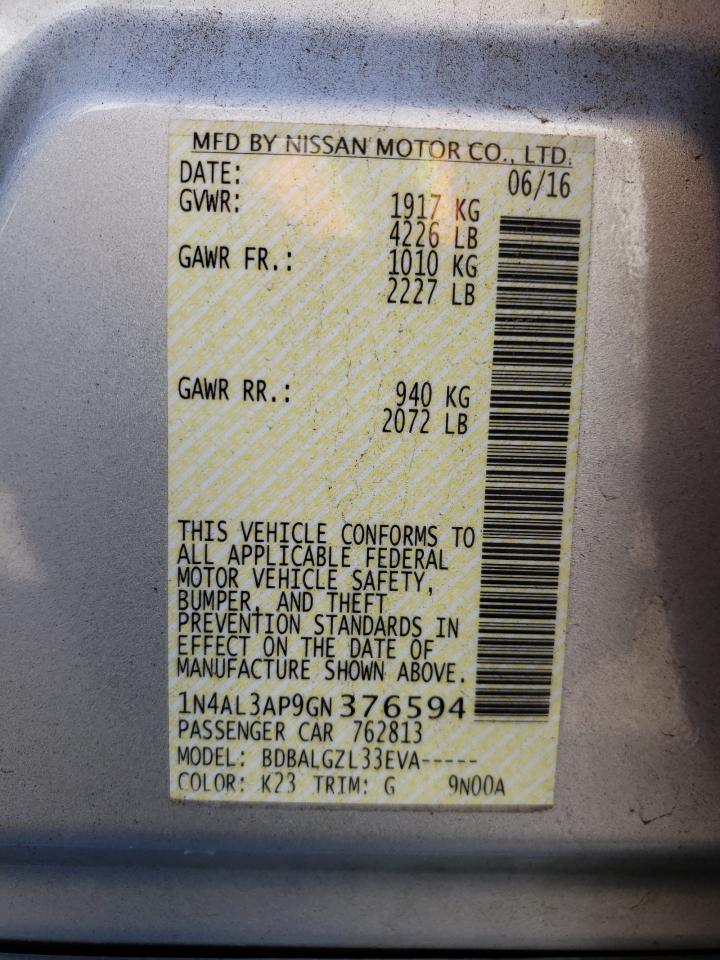 MFD BY NISSAN MOTOR CO., LTD.
DATE: 06/16
GVWR: 1917 KG
4226 LB
GAWR FR.: 1010 KG
2227 LB
GAWR RR.: 940 KG
2072 LB
THIS VEHICLE CONFORMS TO
ALL APPLICABLE FEDERAL
MOTOR VEHICLE SAFETY,
BUMPER, AND THEFT
PREVENTION STANDARDS IN
EFFECT ON THE DATE OF
MANUFACTURE SHOWN ABOVE.
1N4AL3AP9GN376594
PASSENGER CAR 762813
MODEL: BDBALGZL33EVA-----
COLOR: K23 TRIM: G 9N00A